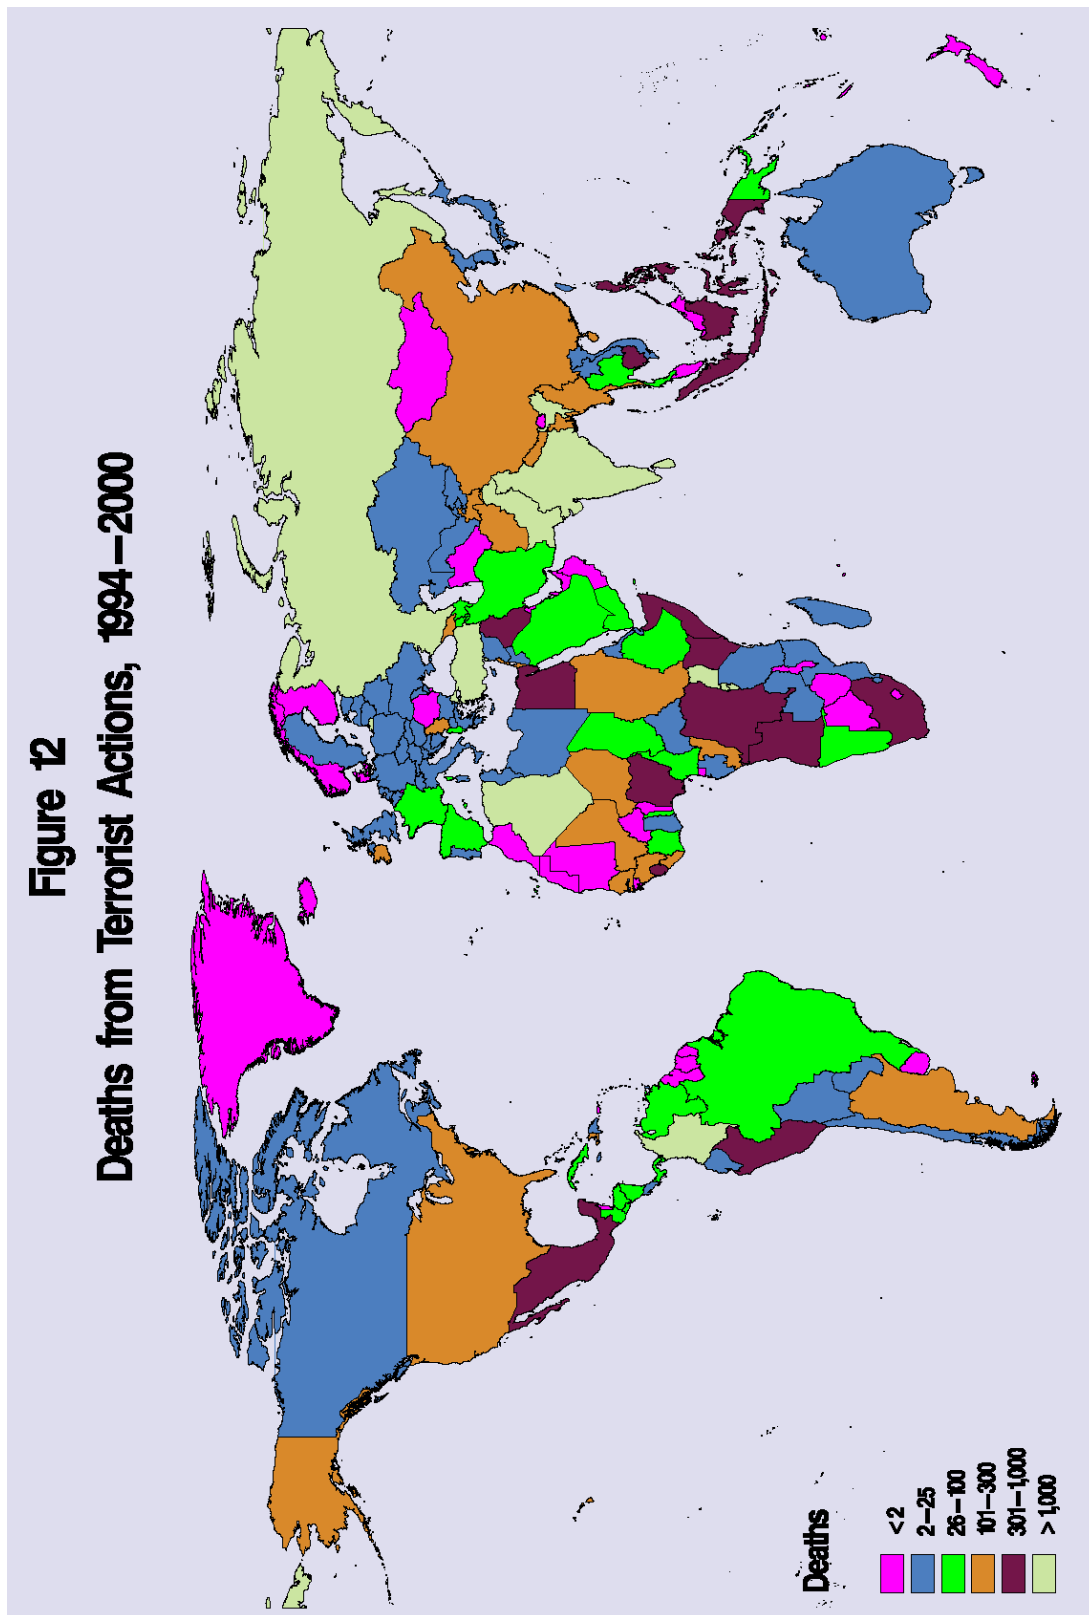 Figure 12
Deaths from Terrorist Actions, 1994–2000
Deaths
< 2
2–25
26–100
101–300
301–1,000
> 1,000